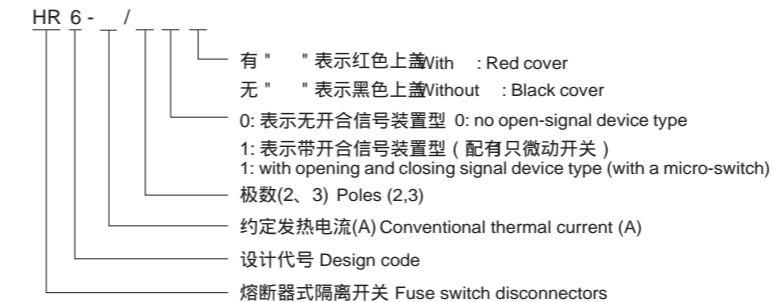 HR 6 - /
有 " " 表示红色上盖With : Red cover
无 " " 表示黑色上盖Without : Black cover
0: 表示无开合信号装置型 0: no open-signal device type
1: 表示带开合信号装置型 ( 配有只微动开关 )
1: with opening and closing signal device type (with a micro-switch)
极数(2、3) Poles (2,3)
约定发热电流(A) Conventional thermal current (A)
设计代号 Design code
熔断器式隔离开关 Fuse switch disconnectors